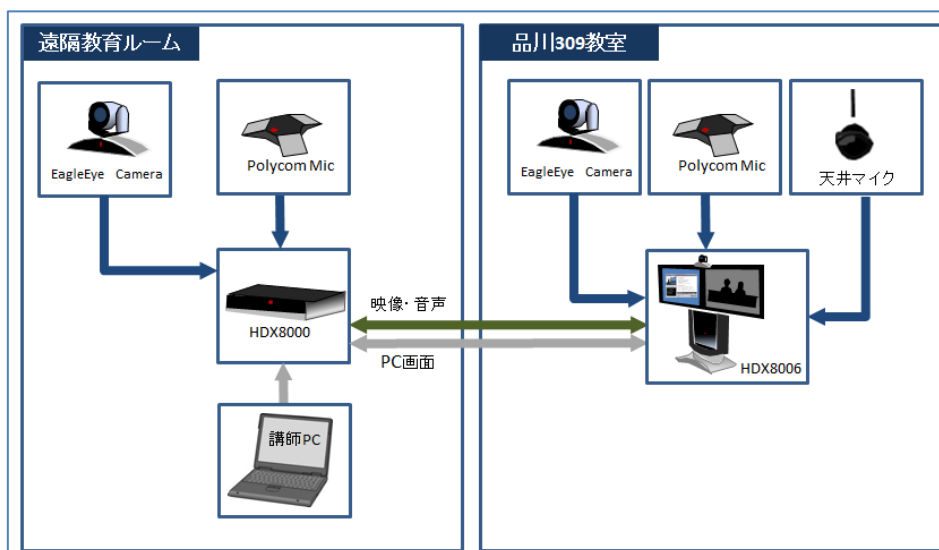 遠隔教育ルーム
EagleEye Camera
Polycom Mic
HDX8000
講師PC
映像・音声
PC画面
品川309教室
EagleEye Camera
Polycom Mic
天井マイク
HDX8006